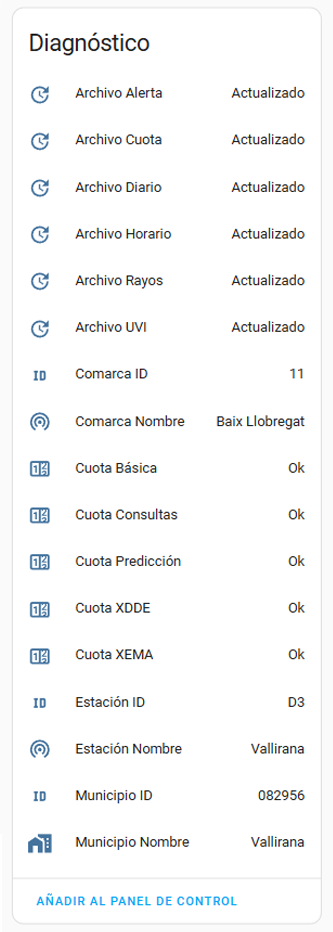 Diagnóstico
Archivo Alerta Actualizado
Archivo Cuota Actualizado
Archivo Diario Actualizado
Archivo Horario Actualizado
Archivo Rayos Actualizado
Archivo UVI Actualizado
ID Comarca ID 11
Comarca Nombre Baix Llobregat
Cuota Básica Ok
Cuota Consultas Ok
Cuota Predicción Ok
Cuota XDDE Ok
Cuota XEMA Ok
ID Estación ID D3
Estación Nombre Vallirana
ID Municipio ID 082956
Municipio Nombre Vallirana
AÑADIR AL PANEL DE CONTROL